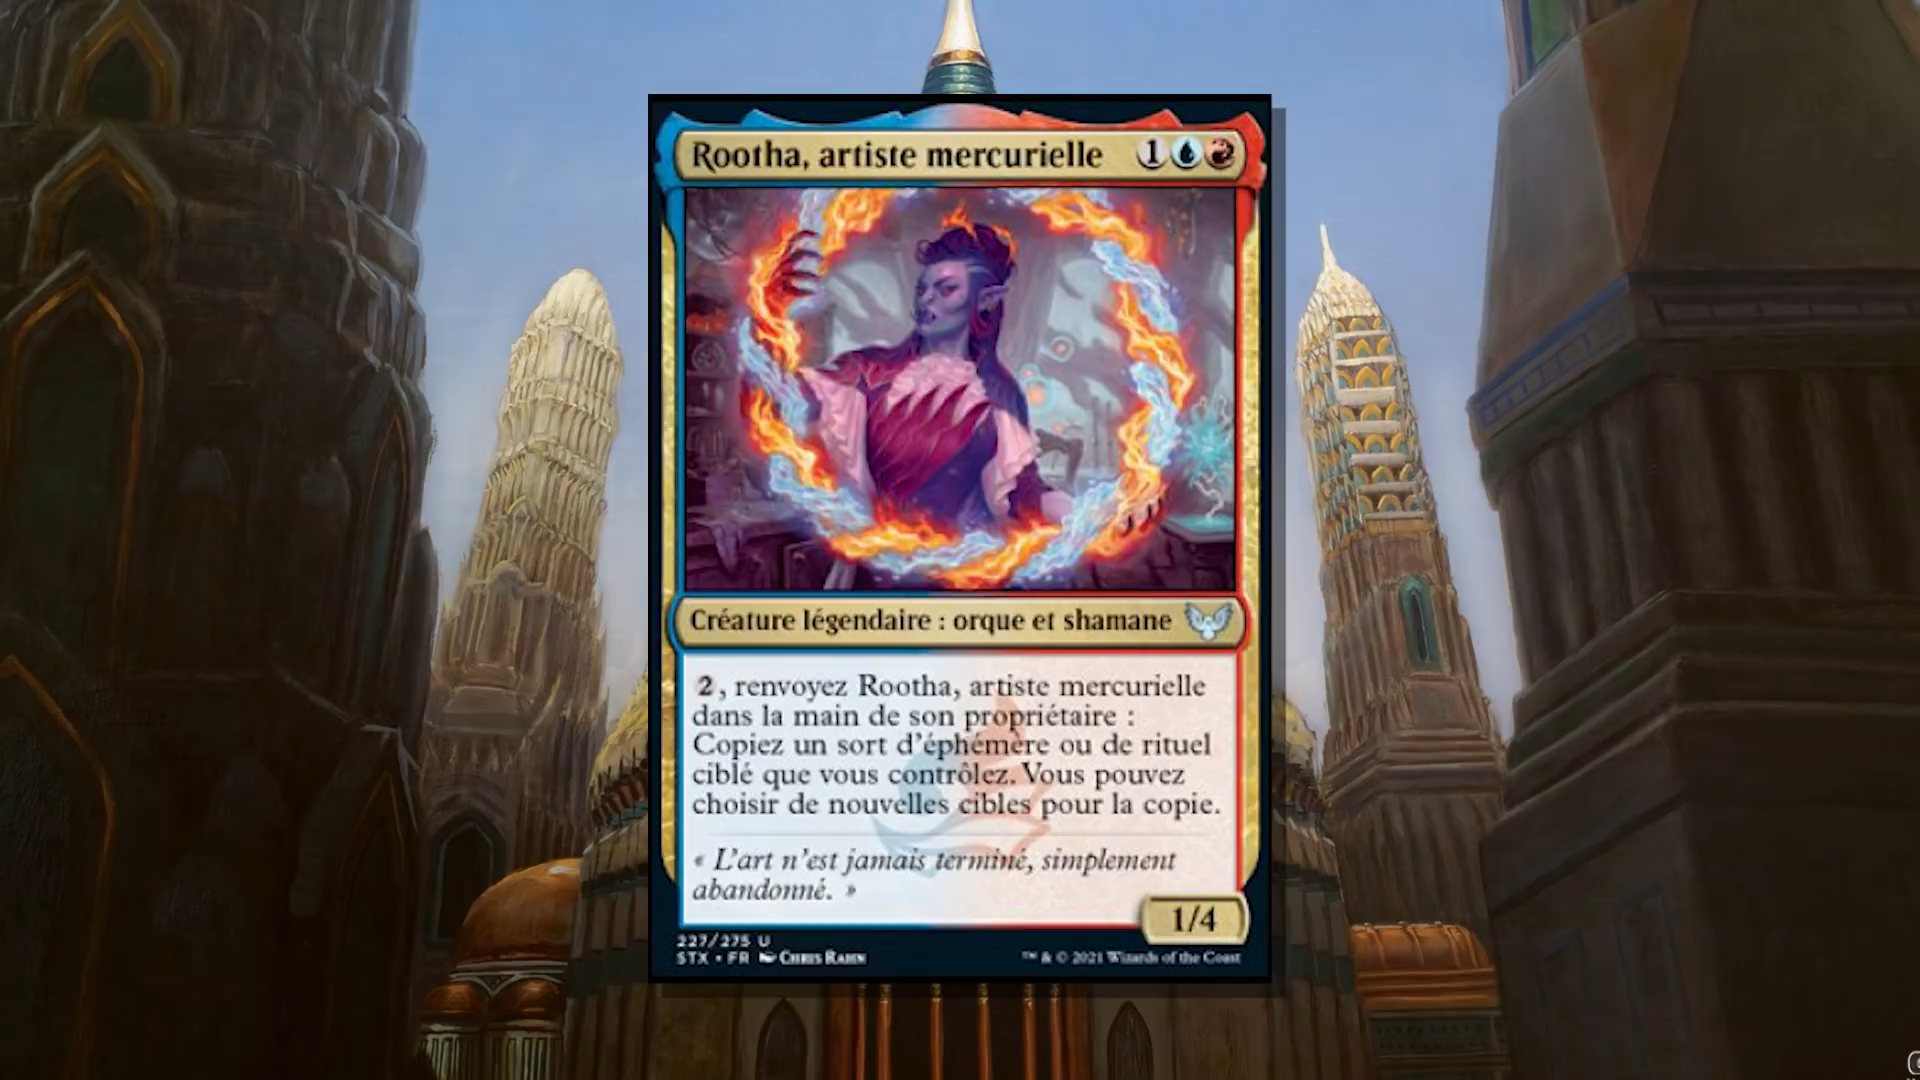 Rootha, artiste mercurielle 1
Créature légendaire : orque et shamane
2, renvoyez Rootha, artiste mercurielle
dans la main de son propriétaire :
Copiez un sort d'éphémère ou de rituel
ciblé que vous contrôlez. Vous pouvez
choisir de nouvelles cibles pour la copie.
« L'art n'est jamais terminé, simplement
abandonné. »
1/4
227/275 U
STX • FR Chris Rahn
™ & © 2021 Wizards of the Coast